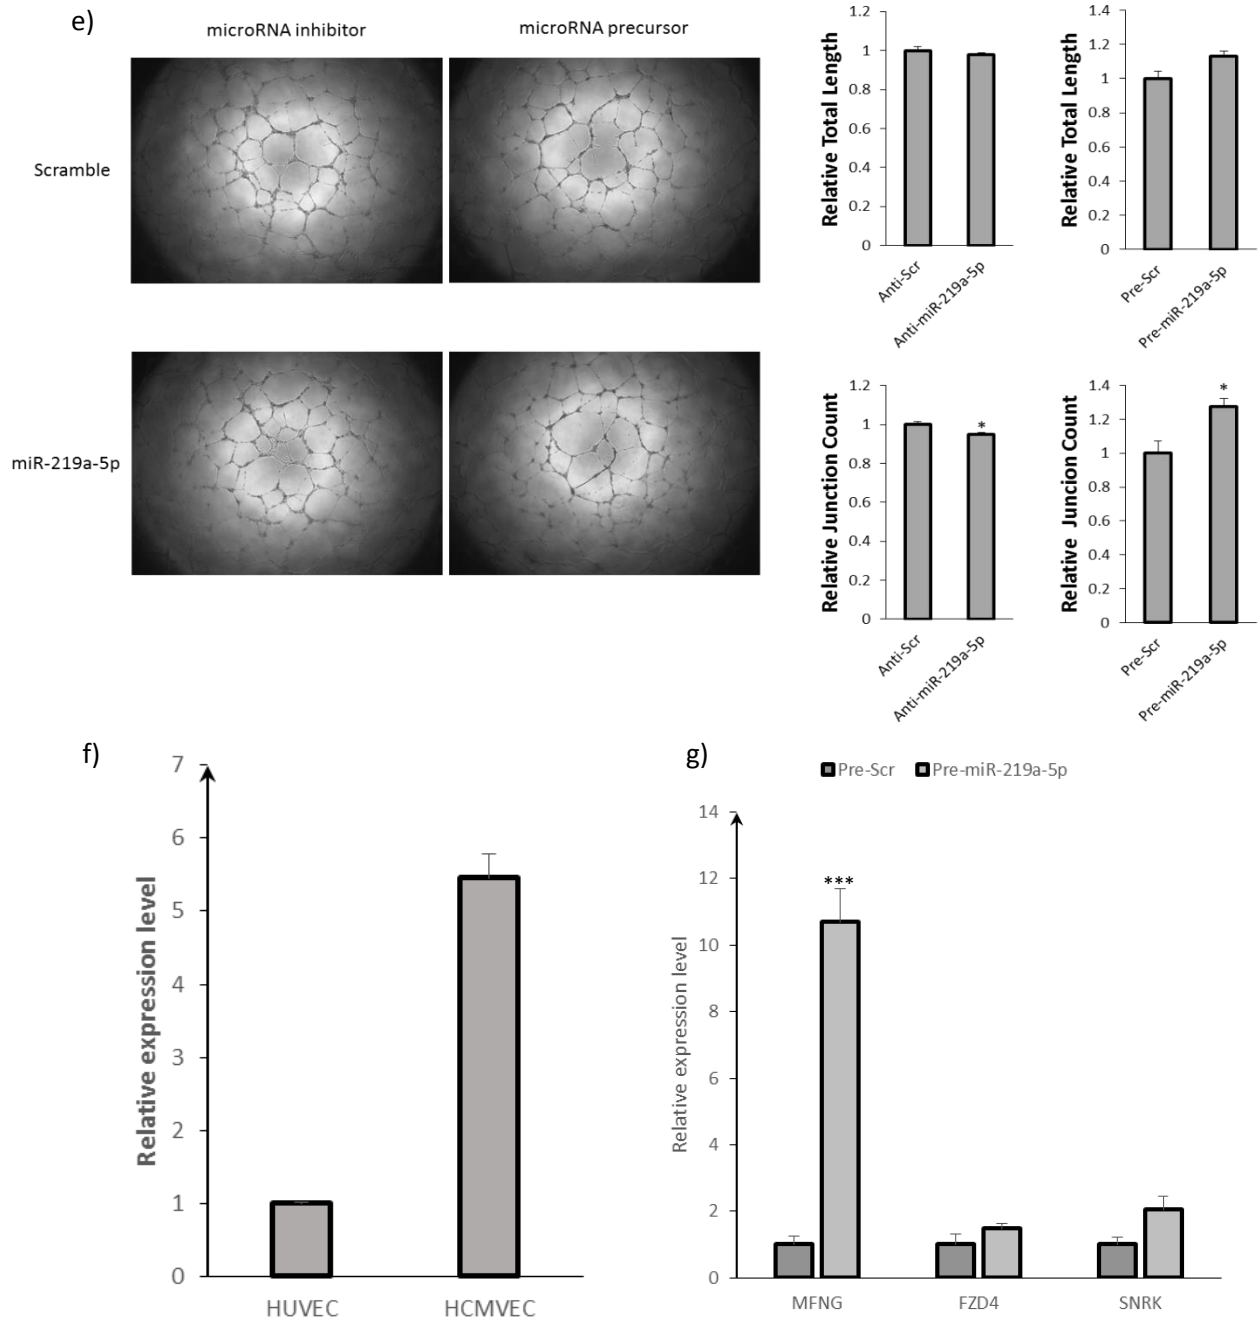 e)
microRNA inhibitor
microRNA precursor
Scramble
miR-219a-5p
Relative Total Length
1.2
1
0.8
0.6
0.4
0.2
0
Anti-Scr
Anti-miR-219a-5p
Relative Total Length
1.4
1.2
1
0.8
0.6
0.4
0.2
0
Pre-Scr
Pre-miR-219a-5p
Relative Junction Count
1.2
1
0.8
0.6
0.4
0.2
0
*
Anti-Scr
Anti-miR-219a-5p
Relative Juncion Count
1.4
1.2
1
0.8
0.6
0.4
0.2
0
*
Pre-Scr
Pre-miR-219a-5p
f)
Relative expression level
7
6
5
4
3
2
1
0
HUVEC HCMVEC
g)
Pre-Scr Pre-miR-219a-5p
Relative expression level
14
12
10
8
6
4
2
0
***
MFNG FZD4 SNRK